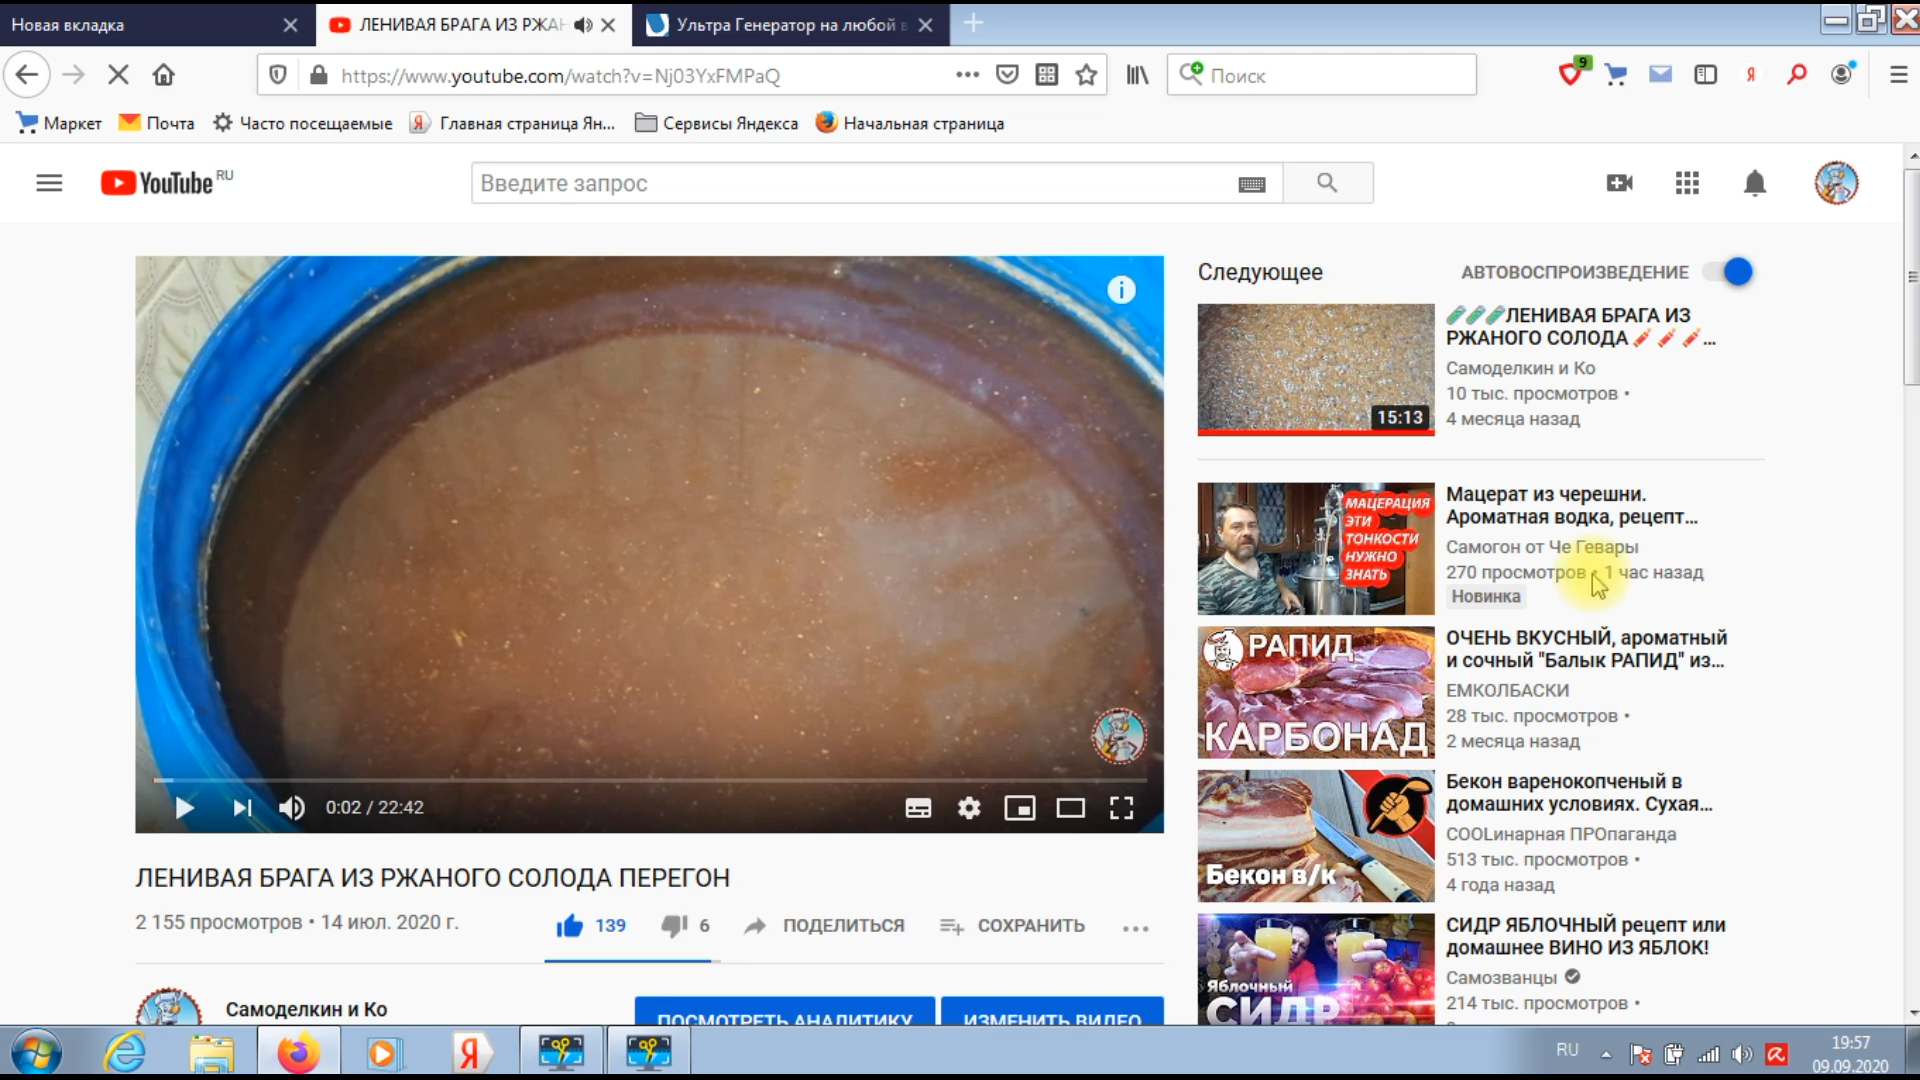 Новая вкладка
ЛЕНИВАЯ БРАГА ИЗ РЖАН
Ультра Генератор на любой в
https://www.youtube.com/watch?v=Nj03YxFMPaQ
Поиск
9
Маркет
Почта
Часто посещаемые
Главная страница Ян...
Сервисы Яндекса
Начальная страница
YouTube RU
Введите запрос
Следующее
АВТОВОСПРОИЗВЕДЕНИЕ
ЛЕНИВАЯ БРАГА ИЗ
РЖАНОГО СОЛОДА ...
Самоделкин и Ко
10 тыс. просмотров •
4 месяца назад
15:13
МАЦЕРАЦИЯ
ЭТИ
ТОНКОСТИ
НУЖНО
ЗНАТЬ
Мацерат из черешни.
Ароматная водка, рецепт...
Самогон от Че Гевары
270 просмотров • 1 час назад
Новинка
РАПИД
КАРБОНАД
ОЧЕНЬ ВКУСНЫЙ, ароматный
и сочный "Балык РАПИД" из...
ЕМКОЛБАСКИ
28 тыс. просмотров •
2 месяца назад
Бекон в/к
Бекон варенокопченый в
домашних условиях. Сухая...
COOLинарная ПРОпаганда
513 тыс. просмотров •
4 года назад
Яблочный
СИДР
СИДР ЯБЛОЧНЫЙ рецепт или
домашнее ВИНО ИЗ ЯБЛОК!
Самозванцы
214 тыс. просмотров •
0:02 / 22:42
ЛЕНИВАЯ БРАГА ИЗ РЖАНОГО СОЛОДА ПЕРЕГОН
2 155 просмотров • 14 июл. 2020 г.
139
6
ПОДЕЛИТЬСЯ
СОХРАНИТЬ
Самоделкин и Ко
ПОСМОТРЕТЬ АНАЛИТИКУ
ИЗМЕНИТЬ ВИДЕО
RU
19:57
09.09.2020